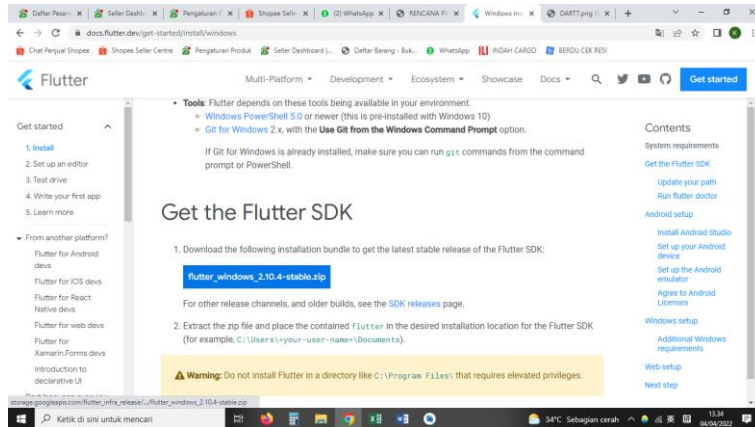 Daftar Pesan
Seller Dashb
Pengaturan P
Shopee Selle
(2) WhatsApp
RENCANA PE
Windows inst
DART7.png (1
docs.flutter.dev/get-started/install/windows
Chat Penjual Shopee
Shopee Seller Centre
Pengaturan Produk
Seller Dashboard |...
Daftar Barang - Buk...
WhatsApp
INDAH CARGO
BERDU CEK RESI
Flutter
Multi-Platform
Development
Ecosystem
Showcase
Docs
Get started
Get started
1. Install
2. Set up an editor
3. Test drive
4. Write your first app
5. Learn more
From another platform?
Flutter for Android
devs
Flutter for iOS devs
Flutter for React
Native devs
Flutter for web devs
Flutter for
Xamarin.Forms devs
Introduction to
declarative UI
Tools: Flutter depends on these tools being available in your environment.
Windows PowerShell 5.0 or newer (this is pre-installed with Windows 10)
Git for Windows 2.x, with the Use Git from the Windows Command Prompt option.
If Git for Windows is already installed, make sure you can run git commands from the command
prompt or PowerShell.
Get the Flutter SDK
1. Download the following installation bundle to get the latest stable release of the Flutter SDK:
flutter_windows_2.10.4-stable.zip
For other release channels, and older builds, see the SDK releases page.
2. Extract the zip file and place the contained flutter in the desired installation location for the Flutter SDK
(for example, C:\Users\<your-user-name>\Documents).
Warning: Do not install Flutter in a directory like C:\Program Files\ that requires elevated privileges.
Contents
System requirements
Get the Flutter SDK
Update your path
Run flutter doctor
Android setup
Install Android Studio
Set up your Android
device
Set up the Android
emulator
Agree to Android
Licenses
Windows setup
Additional Windows
requirements
Web setup
Next step
storage.googleapis.com/flutter_infra_release/.../flutter_windows_2.10.4-stable.zip
Ketik di sini untuk mencari
34°C Sebagian cerah
英
13.34
04/04/2022